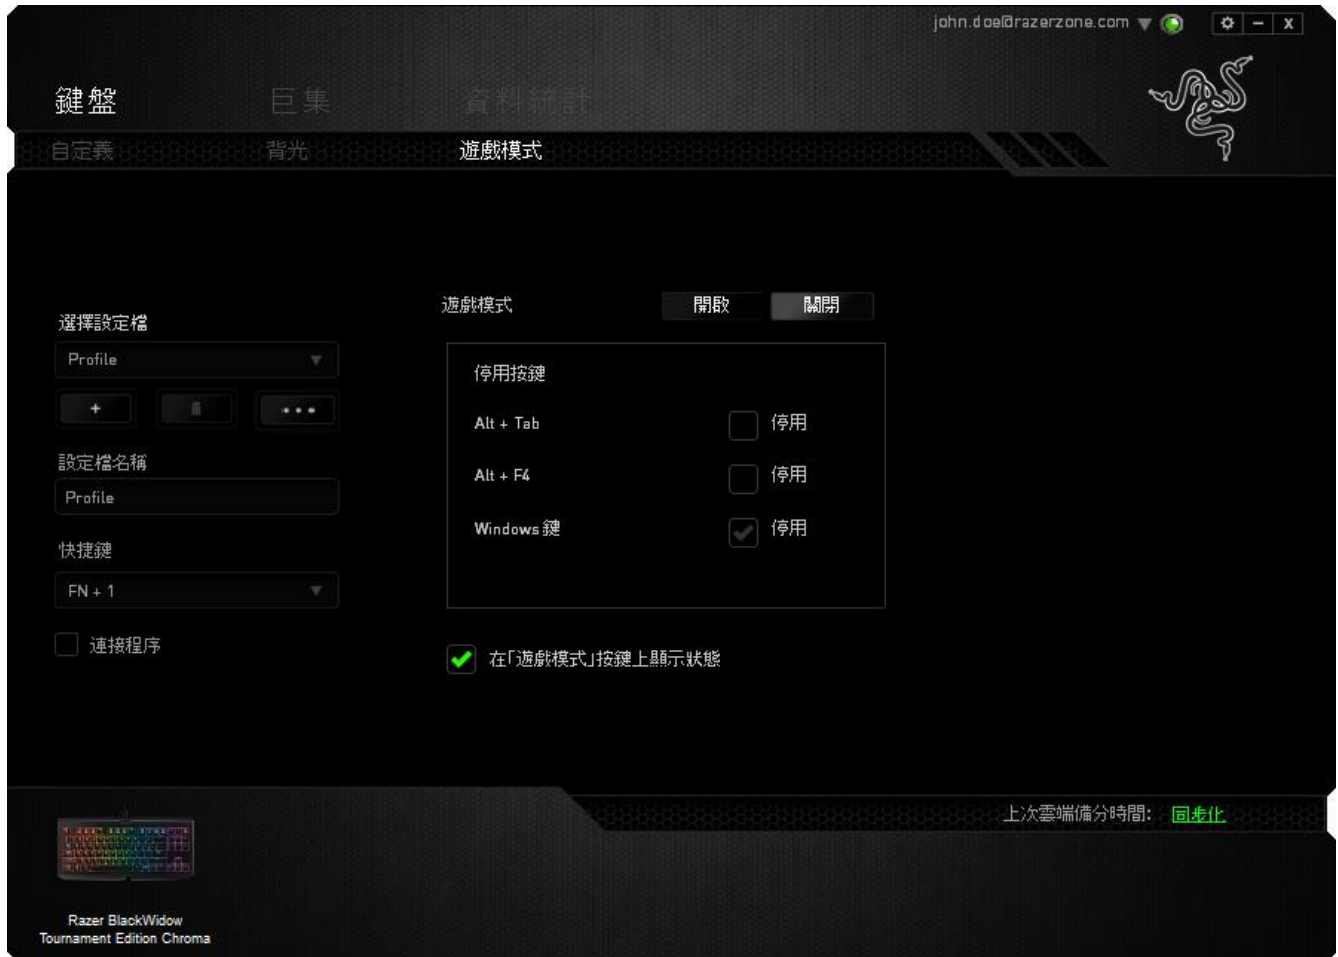 john.doe@razerzone.com
鍵盤 巨集 資料統計
自定義 背光 遊戲模式
遊戲模式 開啟 關閉
選擇設定檔
Profile
設定檔名稱
Profile
快捷鍵
FN + 1
連接程序
停用按鍵
Alt + Tab 停用
Alt + F4 停用
Windows 鍵 停用
在「遊戲模式」按鍵上顯示狀態
上次雲端備分時間: 同步化
Razer BlackWidow
Tournament Edition Chroma